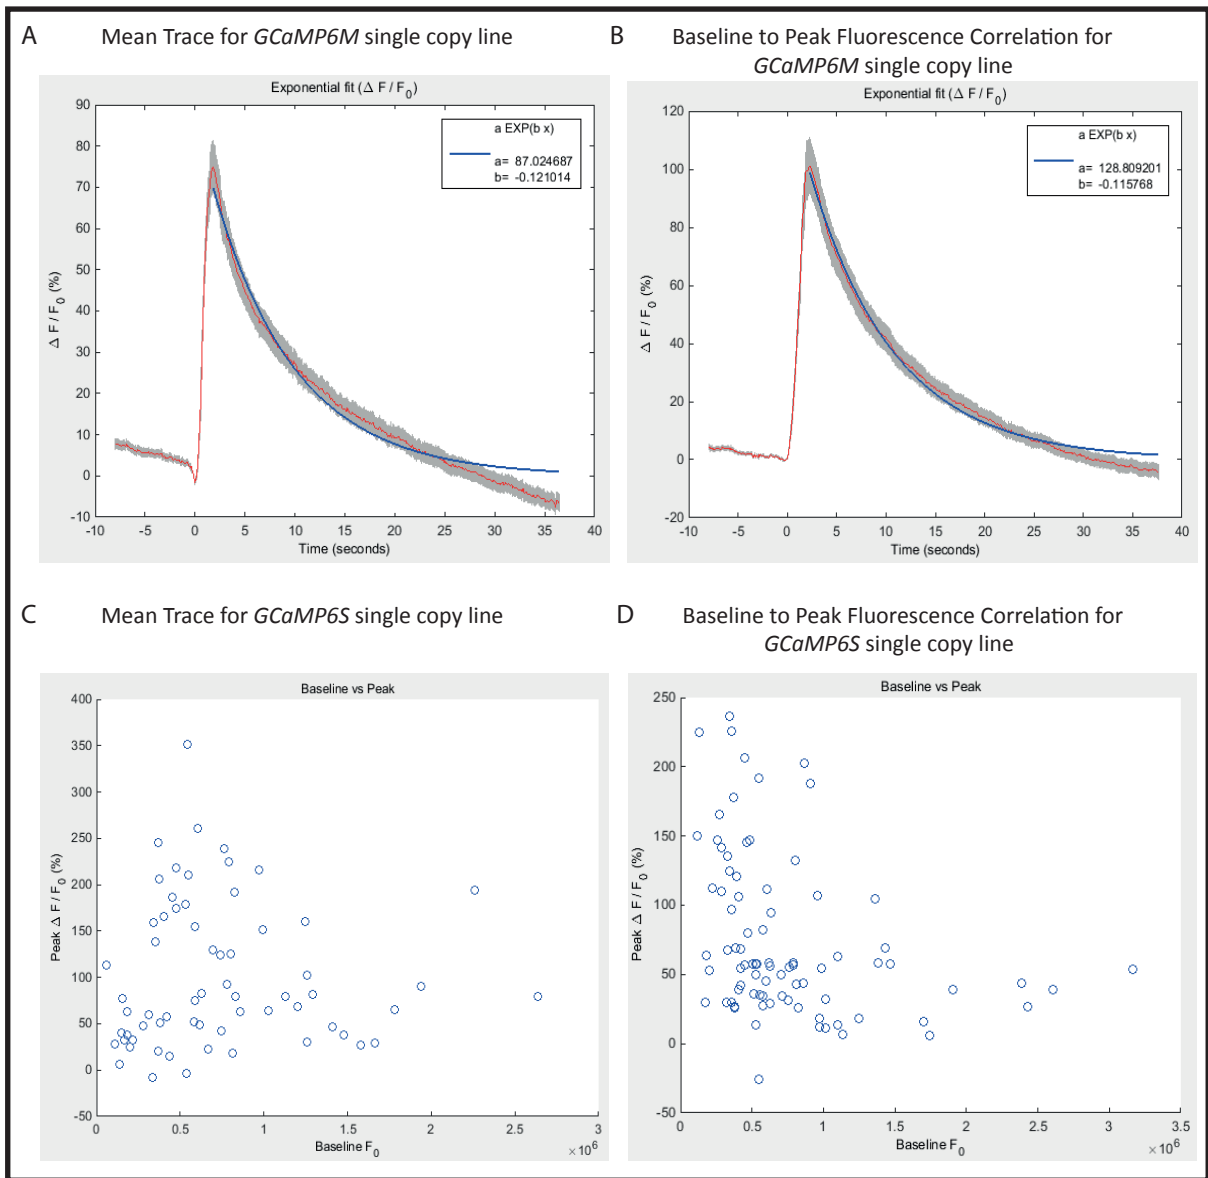 A
Mean Trace for GCaMP6M single copy line
Exponential fit (Δ F / F0)
90
80
70
60
50
40
30
20
10
0
-10
Δ F / F0 (%)
a EXP(b x)
a= 87.024687
b= -0.121014
-10 -5 0 5 10 15 20 25 30 35 40
Time (seconds)
B
Baseline to Peak Fluorescence Correlation for
GCaMP6M single copy line
Exponential fit (Δ F / F0)
120
100
80
60
40
20
0
-20
Δ F / F0 (%)
a EXP(b x)
a= 128.809201
b= -0.115768
-10 -5 0 5 10 15 20 25 30 35 40
Time (seconds)
C
Mean Trace for GCaMP6S single copy line
Baseline vs Peak
400
350
300
250
200
150
100
50
0
-50
Peak Δ F / F0 (%)
0 0.5 1 1.5 2 2.5 3
Baseline F0
×10^6
D
Baseline to Peak Fluorescence Correlation for
GCaMP6S single copy line
Baseline vs Peak
250
200
150
100
50
0
-50
Peak Δ F / F0 (%)
0 0.5 1 1.5 2 2.5 3 3.5
Baseline F0
×10^6